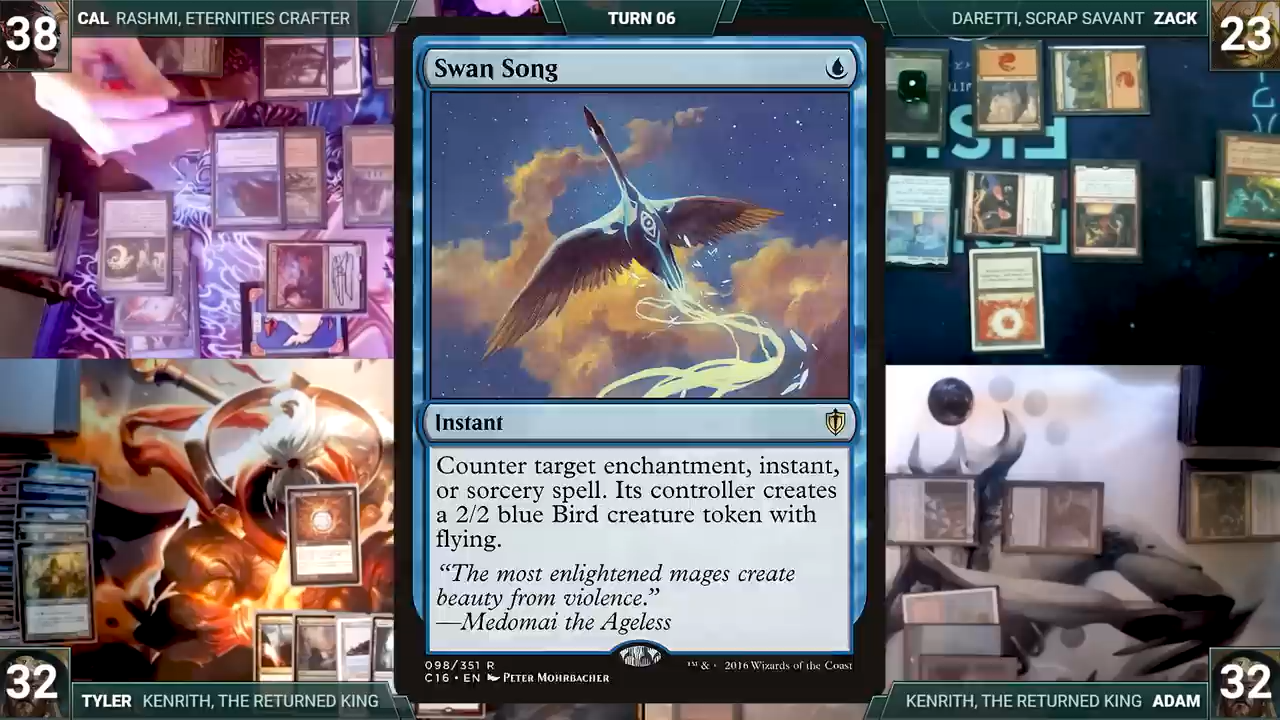 38
CAL RASHMI, ETERNITIES CRAFTER
TURN 06
DARETTI, SCRAP SAVANT ZACK
23
Swan Song
Instant
Counter target enchantment, instant,
or sorcery spell. Its controller creates
a 2/2 blue Bird creature token with
flying.
“The most enlightened mages create
beauty from violence.”
—Medomai the Ageless
098/351 R
C16 • EN PETER MOHRBACHER
™ & 2016 Wizards of the Coast
32
TYLER KENRITH, THE RETURNED KING
KENRITH, THE RETURNED KING ADAM
32